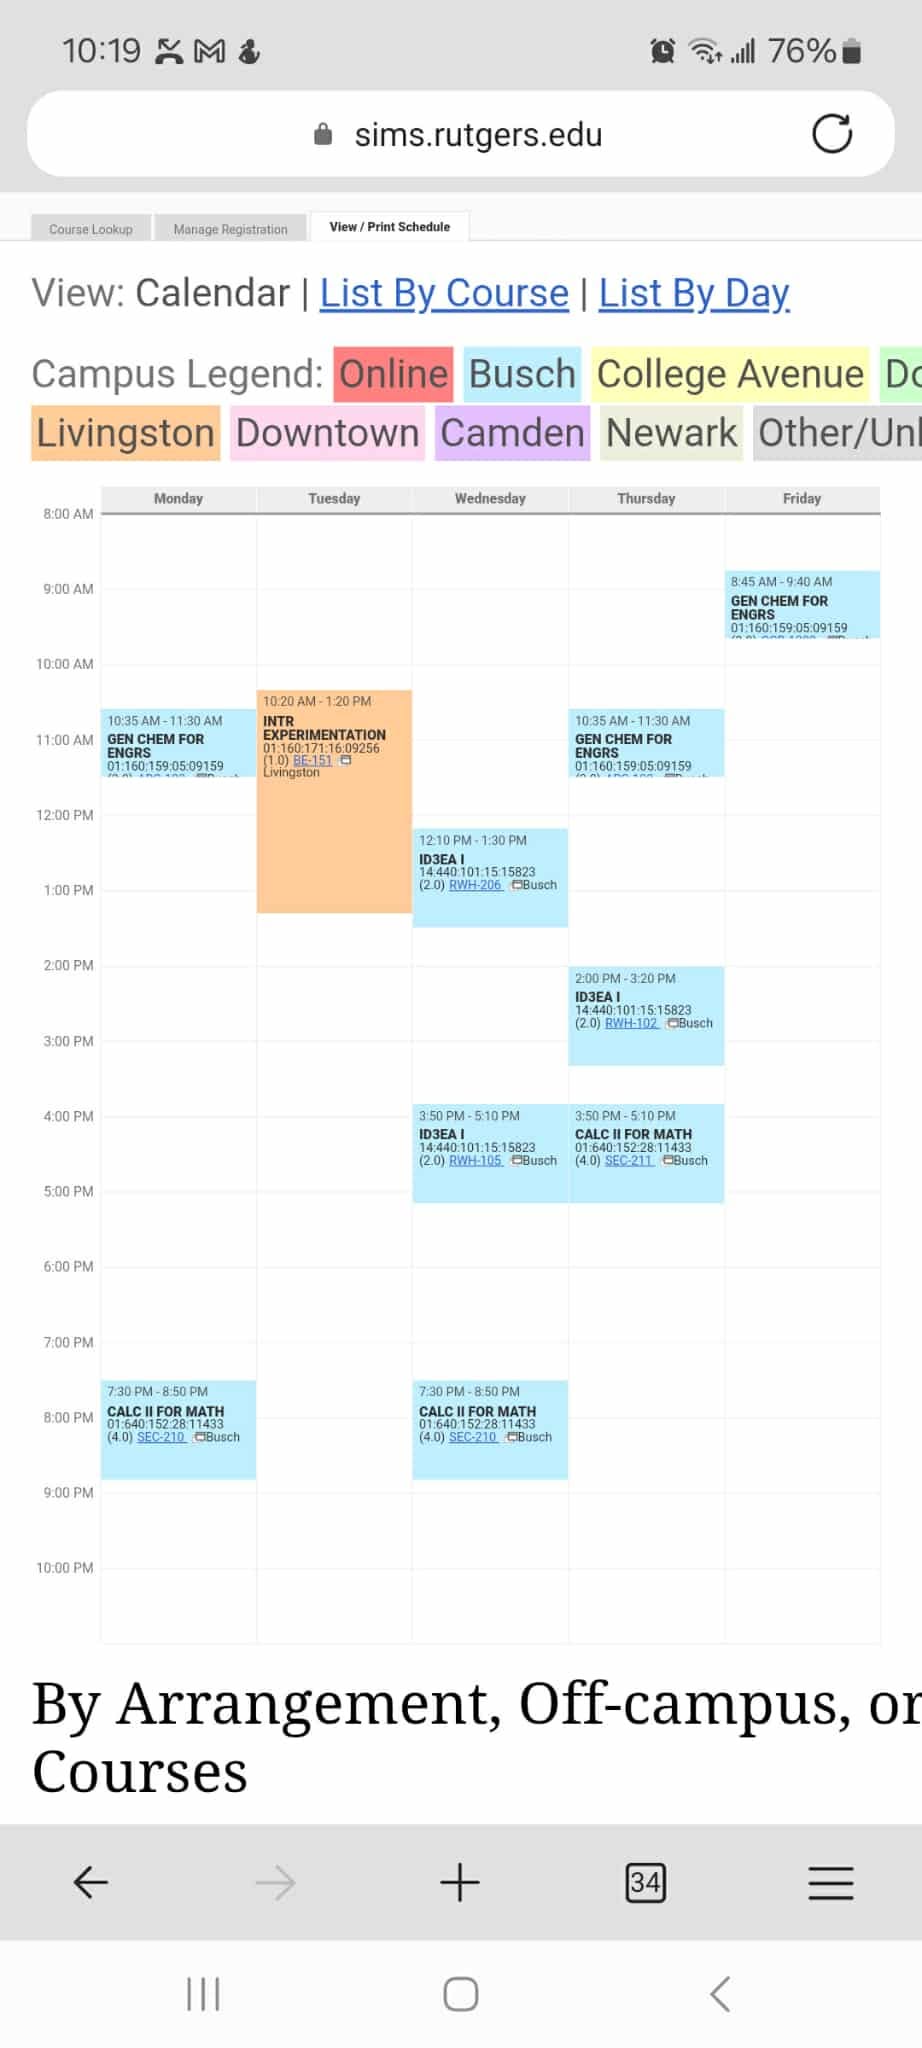 10:19 76%
sims.rutgers.edu
Course Lookup Manage Registration View / Print Schedule
View: Calendar | List By Course | List By Day
Campus Legend: Online Busch College Avenue Do
Livingston Downtown Camden Newark Other/Unk
Monday Tuesday Wednesday Thursday Friday
8:00 AM
9:00 AM
10:00 AM
11:00 AM
12:00 PM
1:00 PM
2:00 PM
3:00 PM
4:00 PM
5:00 PM
6:00 PM
7:00 PM
8:00 PM
9:00 PM
10:00 PM
10:35 AM - 11:30 AM
GEN CHEM FOR
ENGRS
01:160:159:05:09159
7:30 PM - 8:50 PM
CALC II FOR MATH
01:640:152:28:11433
(4.0) SEC-210 Busch
10:20 AM - 1:20 PM
INTR
EXPERIMENTATION
01:160:171:16:09256
(1.0) BE-151
Livingston
12:10 PM - 1:30 PM
ID3EA I
14:440:101:15:15823
(2.0) RWH-206 Busch
3:50 PM - 5:10 PM
ID3EA I
14:440:101:15:15823
(2.0) RWH-105 Busch
7:30 PM - 8:50 PM
CALC II FOR MATH
01:640:152:28:11433
(4.0) SEC-210 Busch
10:35 AM - 11:30 AM
GEN CHEM FOR
ENGRS
01:160:159:05:09159
2:00 PM - 3:20 PM
ID3EA I
14:440:101:15:15823
(2.0) RWH-102 Busch
3:50 PM - 5:10 PM
CALC II FOR MATH
01:640:152:28:11433
(4.0) SEC-211 Busch
8:45 AM - 9:40 AM
GEN CHEM FOR
ENGRS
01:160:159:05:09159
By Arrangement, Off-campus, or
Courses
34